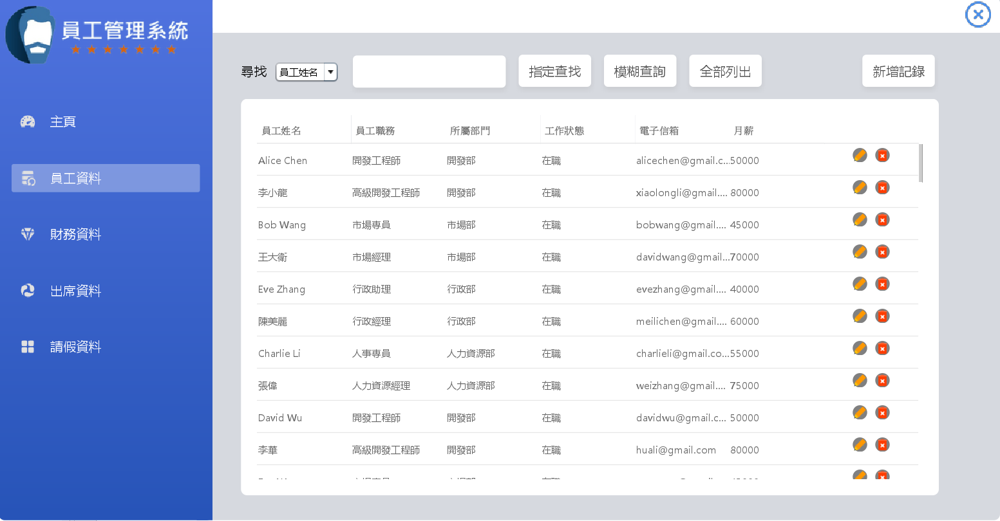 員工管理系統
主頁
員工資料
財務資料
出席資料
請假資料
尋找 員工姓名 指定查找 模糊查詢 全部列出 新增記錄
員工姓名 員工職務 所屬部門 工作狀態 電子信箱 月薪
Alice Chen 開發工程師 開發部 在職 alicechen@gmail.c... 50000
李小龍 高級開發工程師 開發部 在職 xiaolongli@gmail.... 80000
Bob Wang 市場專員 市場部 在職 bobwang@gmail.... 45000
王大衛 市場經理 市場部 在職 davidwang@gmail... 70000
Eve Zhang 行政助理 行政部 在職 evezhang@gmail.... 40000
陳美麗 行政經理 行政部 在職 meilichen@gmail.... 60000
Charlie Li 人事專員 人力資源部 在職 charlieli@gmail.co... 55000
張偉 人力資源經理 人力資源部 在職 weizhang@gmail.... 75000
David Wu 開發工程師 開發部 在職 davidwu@gmail.c... 50000
李華 高級開發工程師 開發部 在職 huali@gmail.com 80000